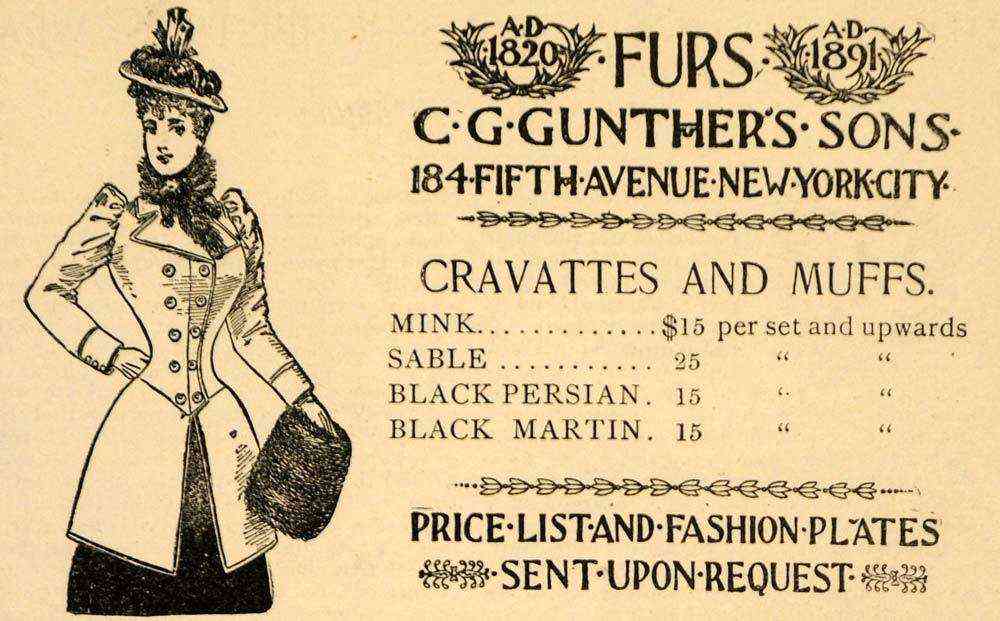 A·D 1820 ·FURS· A·D 1891
C·G·GUNTHER'S·SONS·
184·FIFTH·AVENUE·NEW·YORK·CITY·
CRAVATTES AND MUFFS.
MINK.............$15 per set and upwards
SABLE ........... 25 “ “
BLACK PERSIAN. 15 “ “
BLACK MARTIN. 15 “ “
PRICE·LIST·AND·FASHION·PLATES
·SENT·UPON·REQUEST·